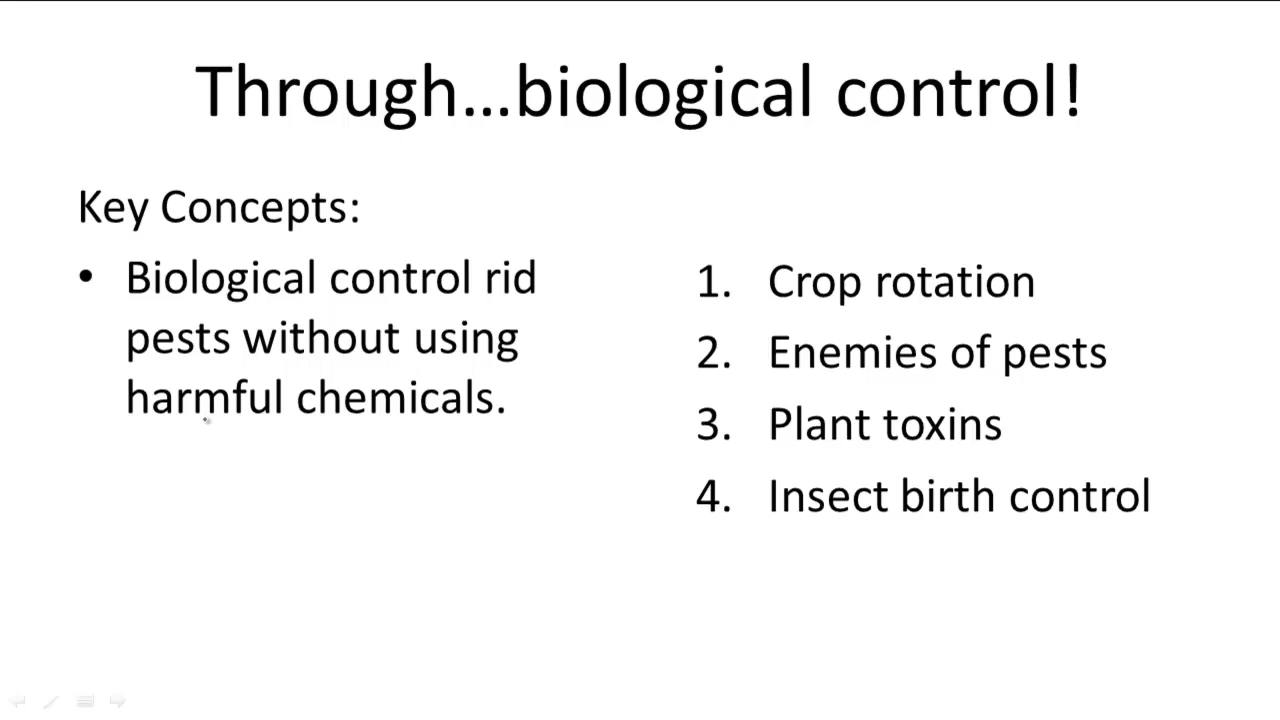 Through...biological control!
Key Concepts:
• Biological control rid
pests without using
harmful chemicals.
1. Crop rotation
2. Enemies of pests
3. Plant toxins
4. Insect birth control